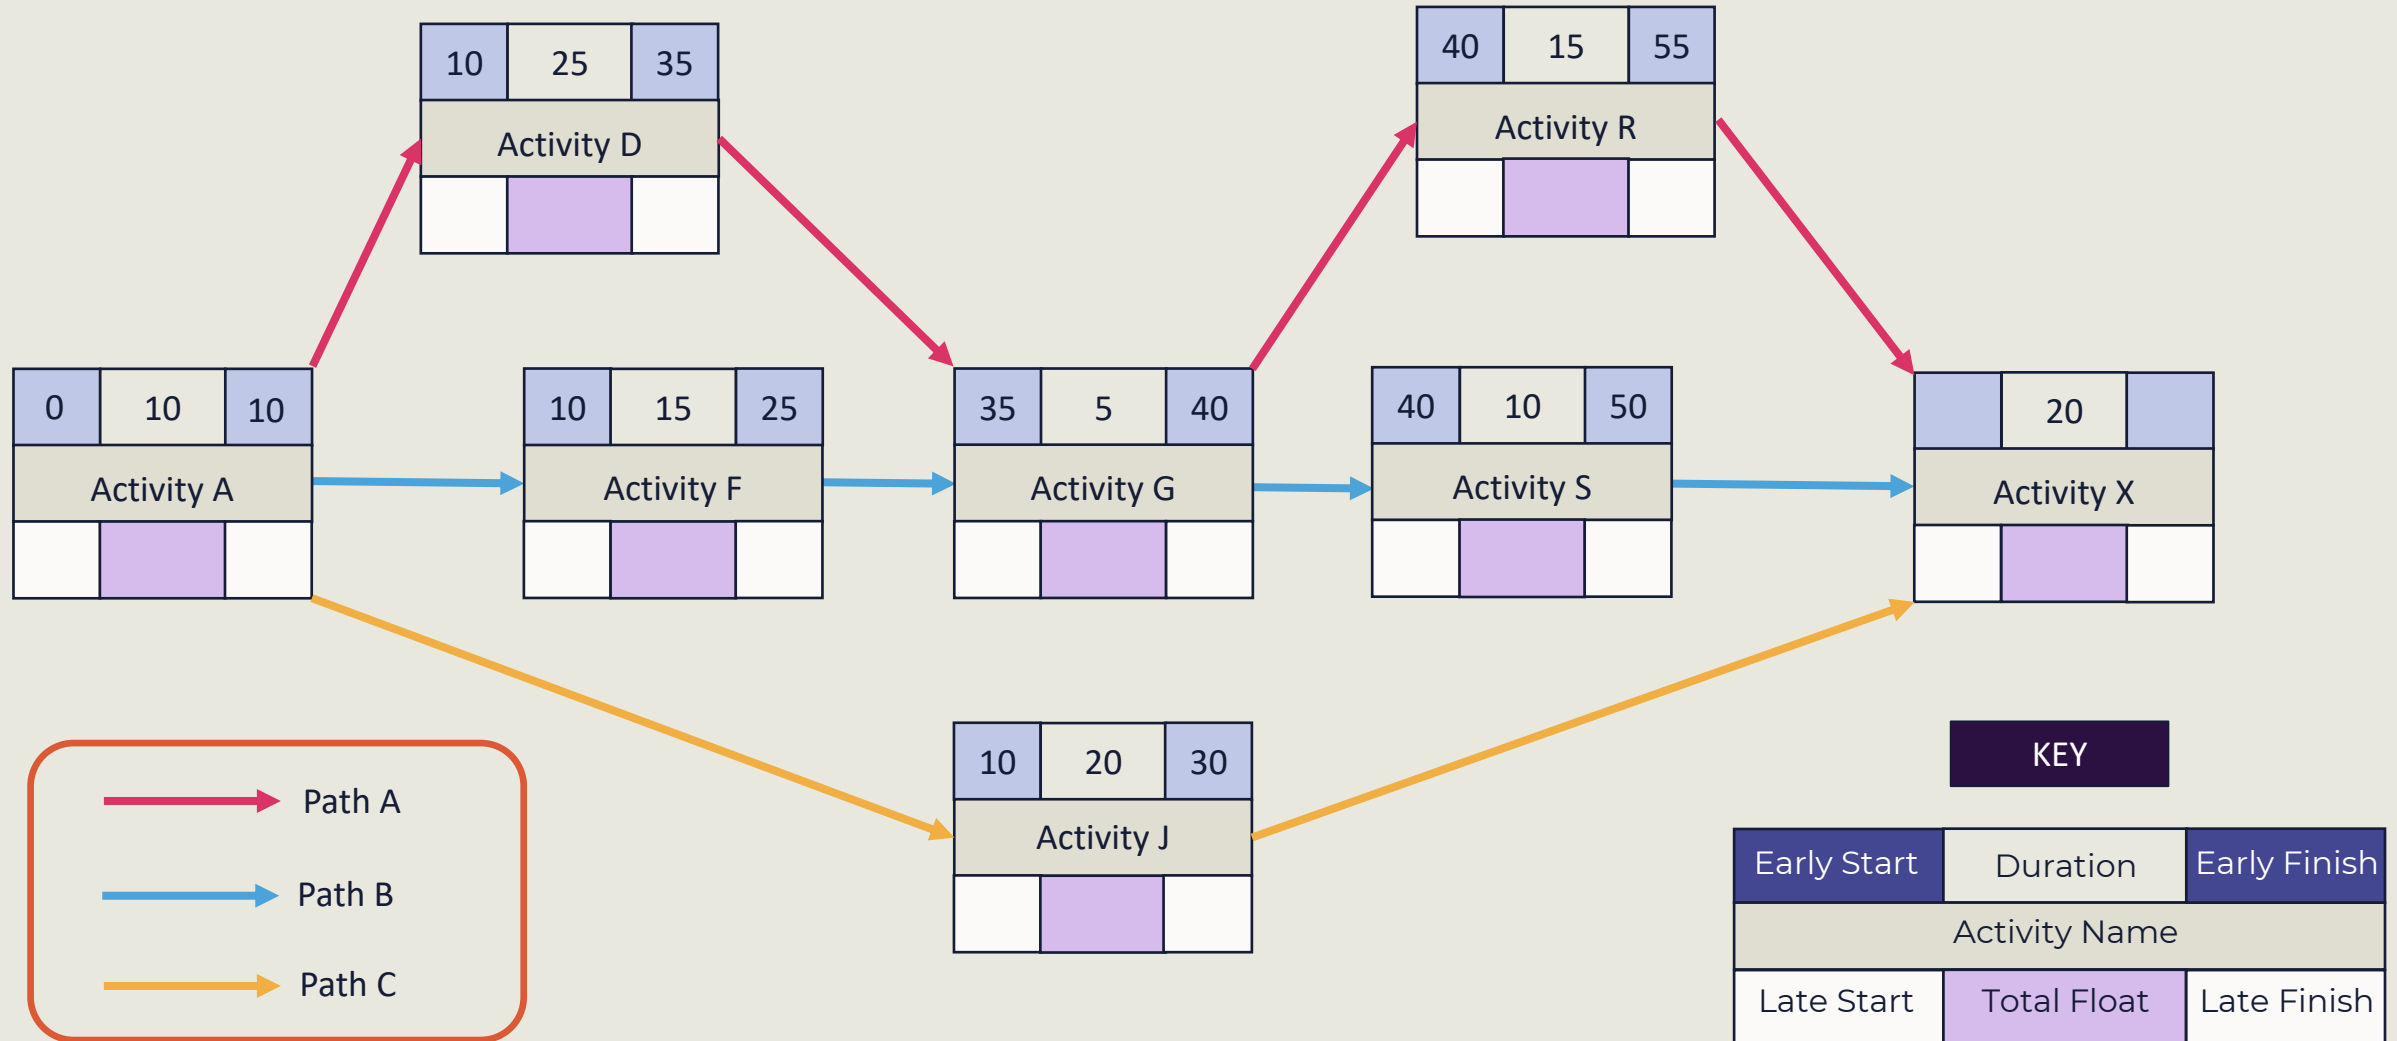 10 25 35
Activity D
40 15 55
Activity R
0 10 10
Activity A
10 15 25
Activity F
35 5 40
Activity G
40 10 50
Activity S
20
Activity X
10 20 30
Activity J
Path A
Path B
Path C
KEY
Early Start Duration Early Finish
Activity Name
Late Start Total Float Late Finish